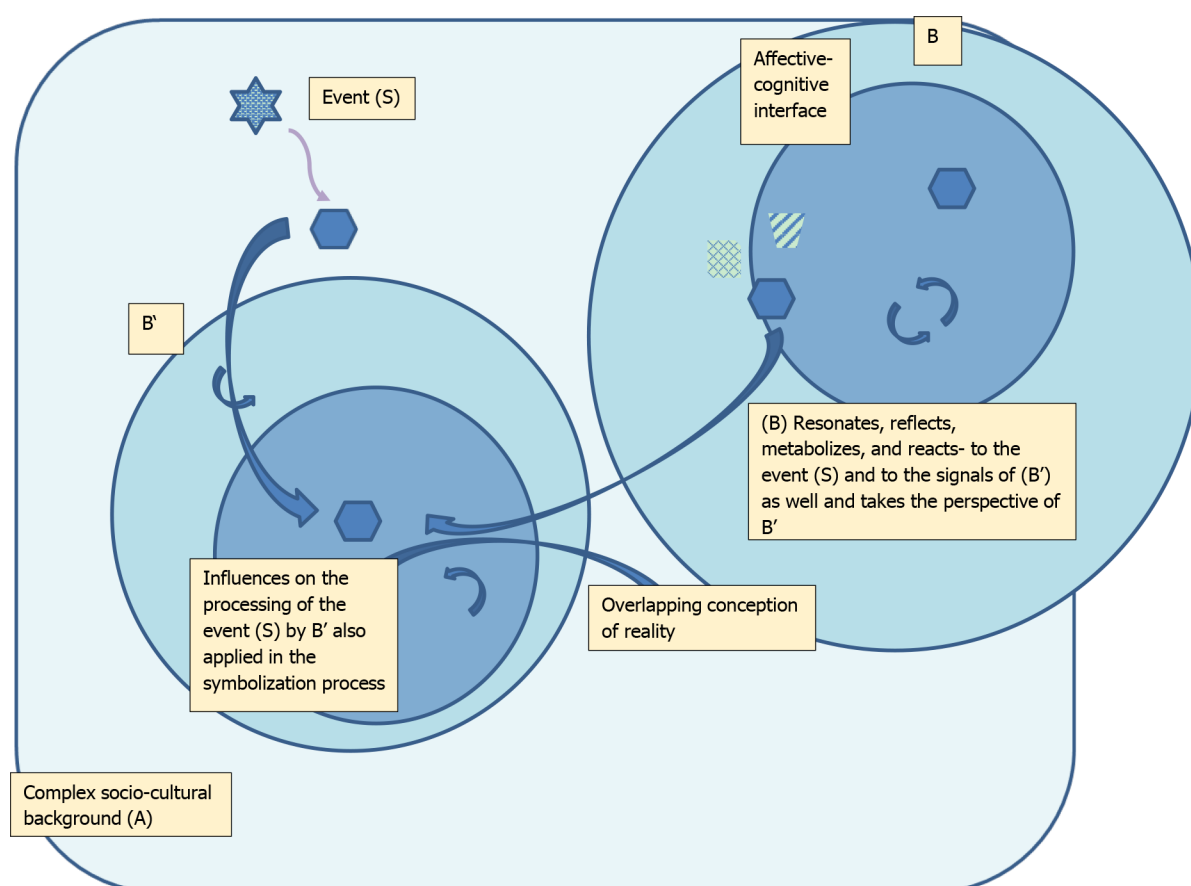 B
Affective-
cognitive
interface
Event (S)
B‘
(B) Resonates, reflects,
metabolizes, and reacts- to the
event (S) and to the signals of (B’)
as well and takes the perspective of
B’
Influences on the
processing of the
event (S) by B’ also
applied in the
symbolization process
Overlapping conception
of reality
Complex socio-cultural
background (A)